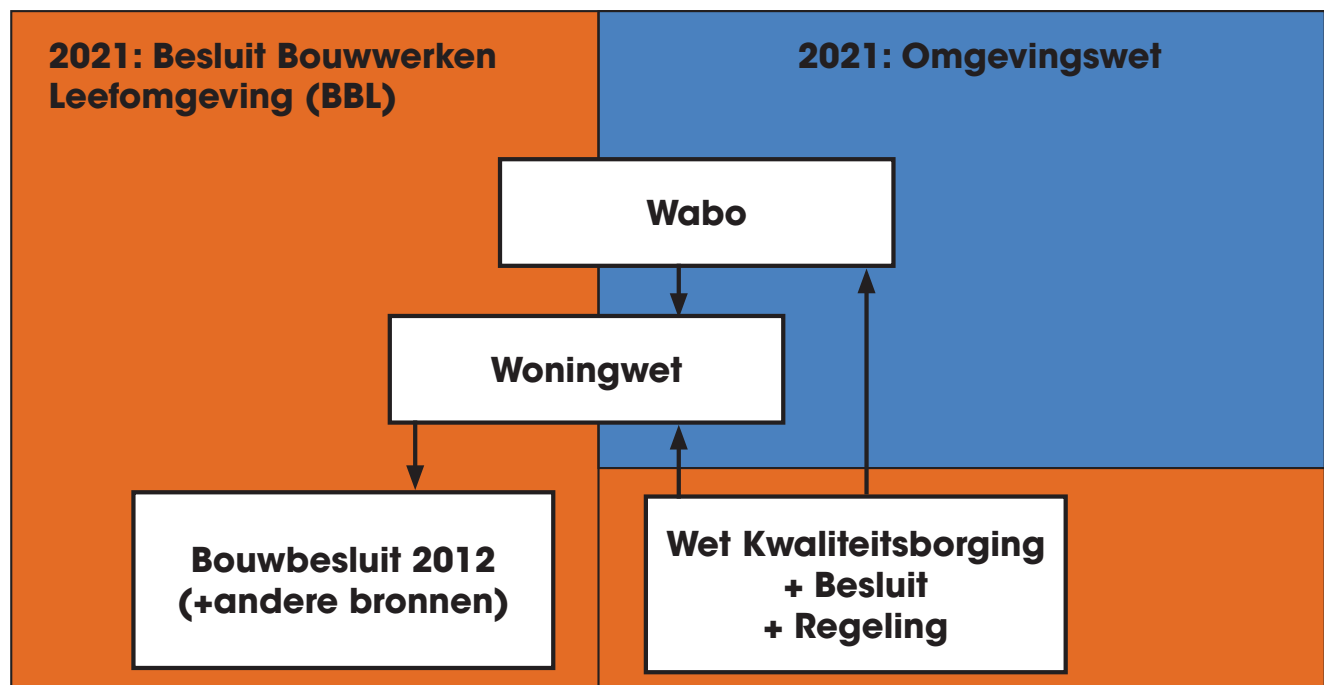 2021: Besluit Bouwwerken
Leefomgeving (BBL)
2021: Omgevingswet
Wabo
Woningwet
Bouwbesluit 2012
(+andere bronnen)
Wet Kwaliteitsborging
+ Besluit
+ Regeling